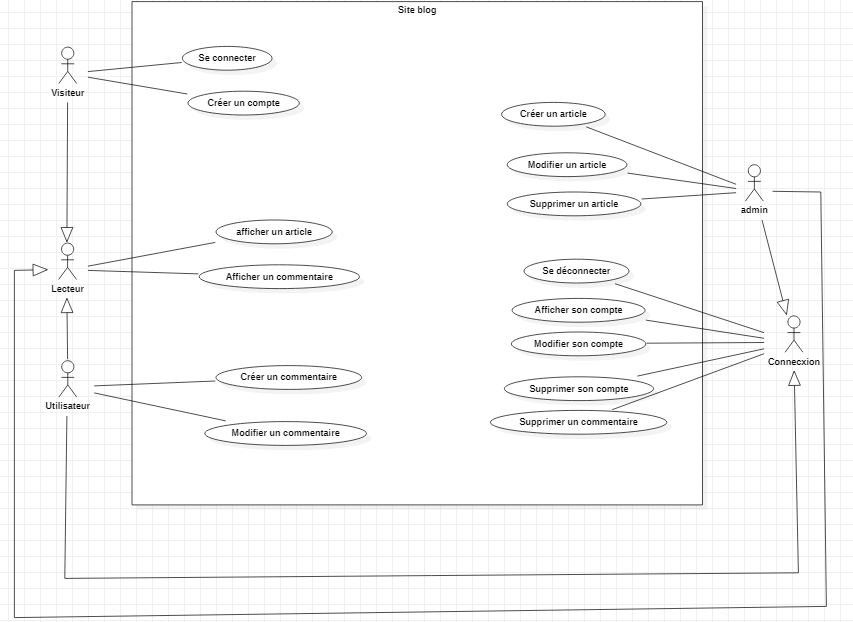 Site blog
Visiteur
Se connecter
Créer un compte
Créer un article
Modifier un article
Supprimer un article
admin
afficher un article
Afficher un commentaire
Lecteur
Se déconnecter
Afficher son compte
Modifier son compte
Connecxion
Créer un commentaire
Supprimer son compte
Utilisateur
Modifier un commentaire
Supprimer un commentaire